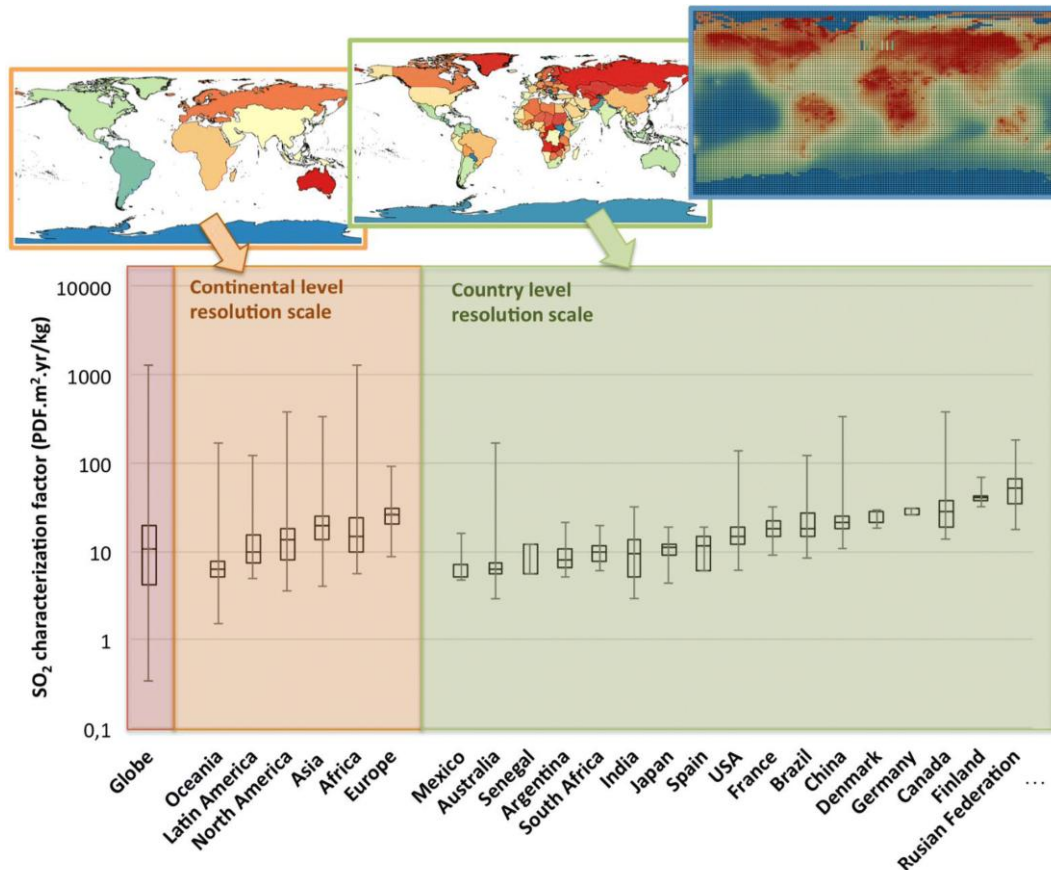 Continental level
resolution scale
Country level
resolution scale
SO₂ characterization factor (PDF.m².yr/kg)
10000
1000
100
10
1
0,1
Globe
Oceania
Latin America
North America
Asia
Africa
Europe
Mexico
Australia
Senegal
Argentina
South Africa
India
Japan
Spain
USA
France
Brazil
China
Denmark
Germany
Canada
Finland
Rusian Federation
...